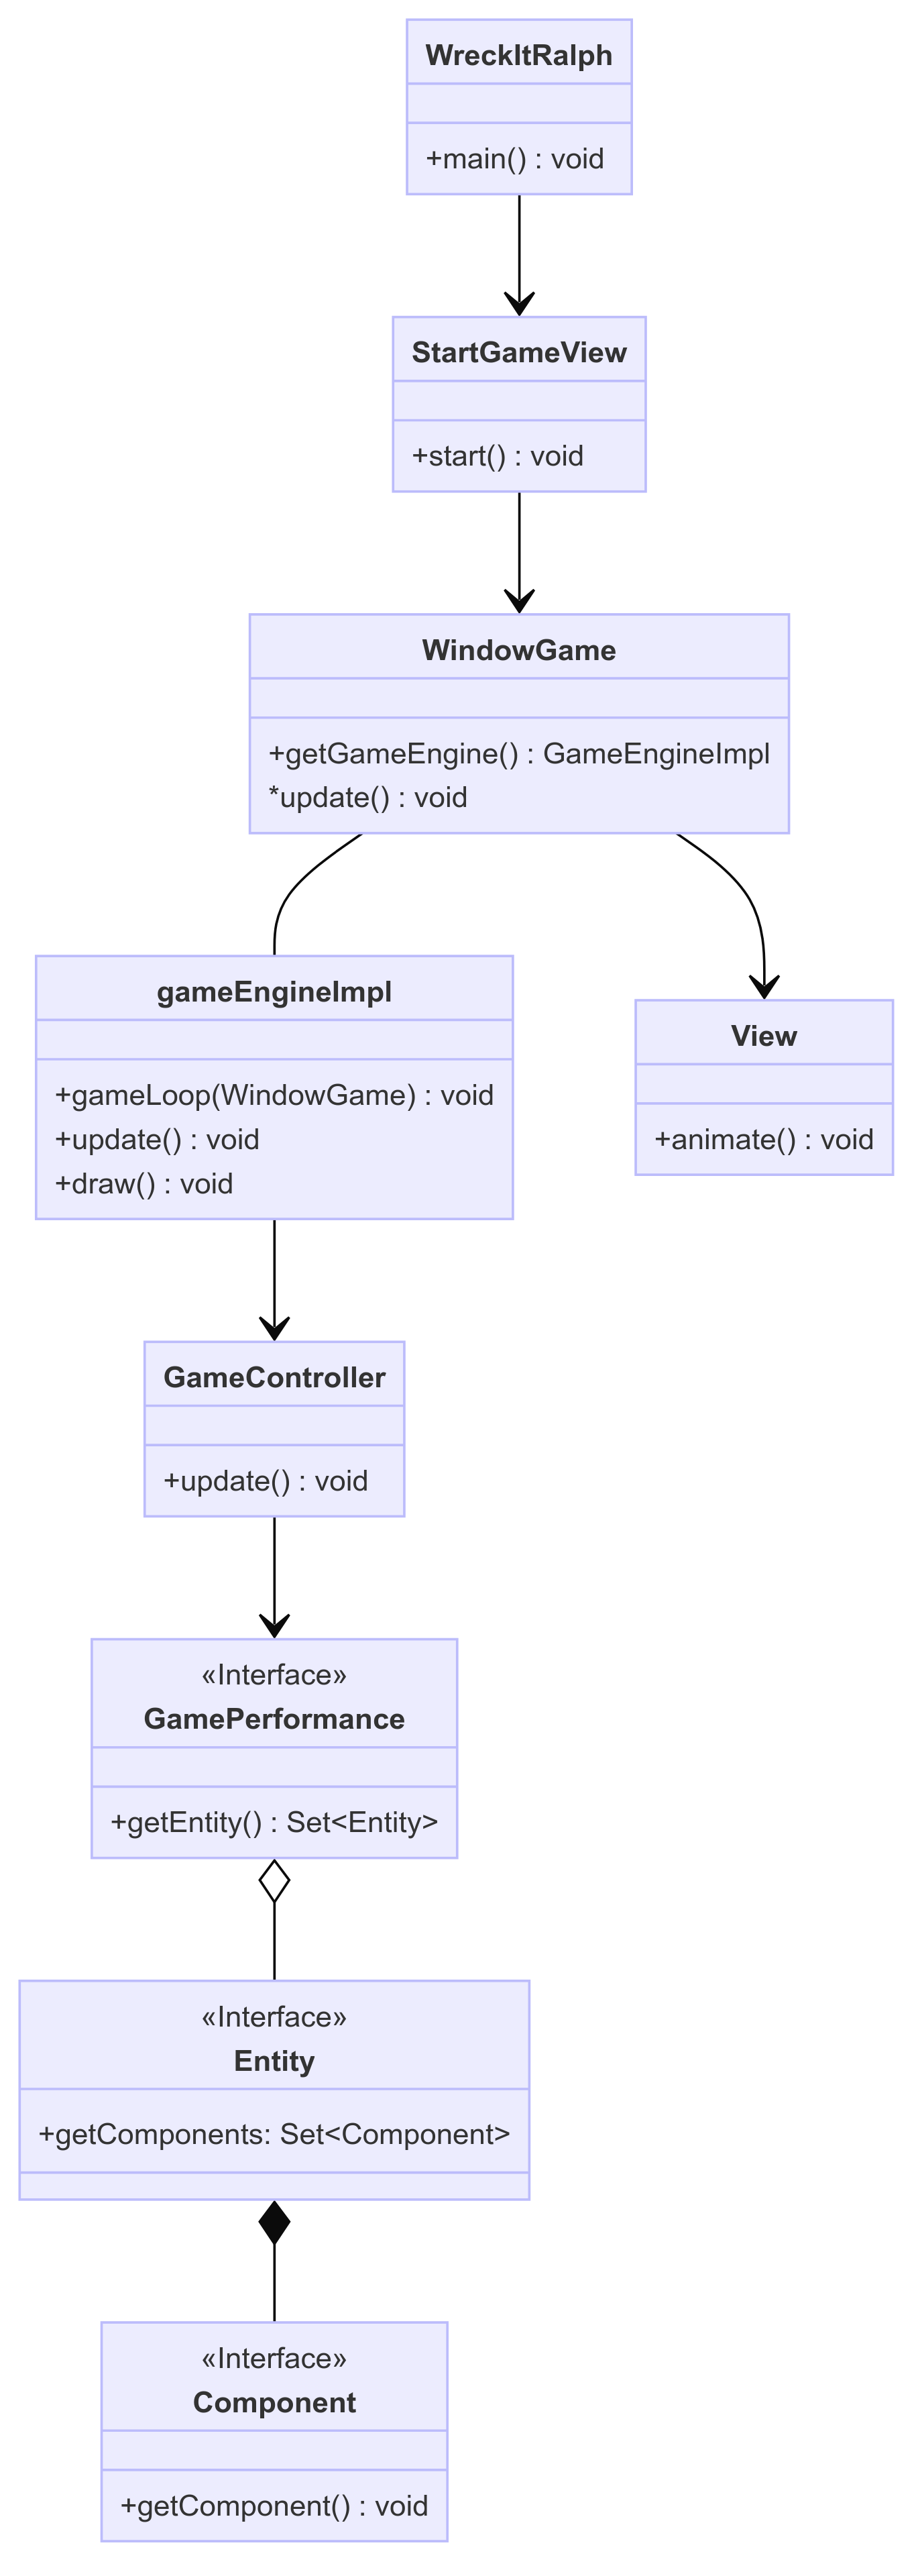 WreckItRalph
+main() : void
StartGameView
+start() : void
WindowGame
+getGameEngine() : GameEngineImpl
*update() : void
gameEngineImpl
+gameLoop(WindowGame) : void
+update() : void
+draw() : void
View
+animate() : void
GameController
+update() : void
«Interface»
GamePerformance
+getEntity() : Set<Entity>
«Interface»
Entity
+getComponents: Set<Component>
«Interface»
Component
+getComponent() : void